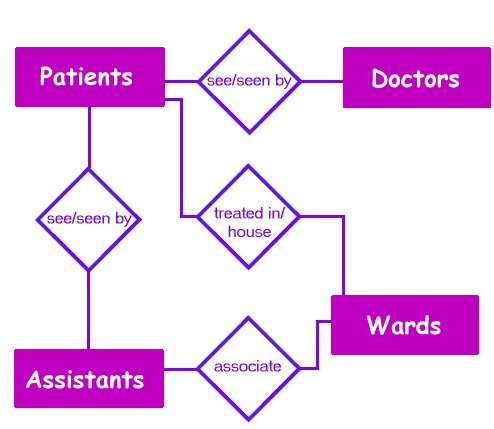 Patients
see/seen by
Doctors
see/seen by
treated in/
house
Wards
Assistants
associate